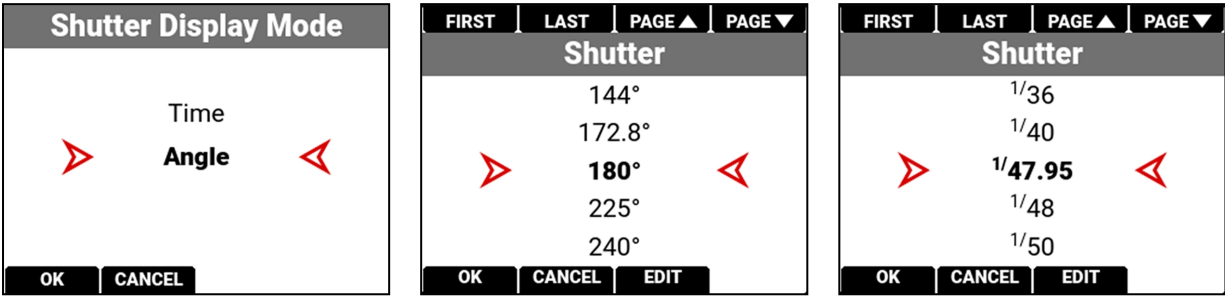 Shutter Display Mode
Time
Angle
OK CANCEL
FIRST LAST PAGE▲ PAGE▼
Shutter
144°
172.8°
180°
225°
240°
OK CANCEL EDIT
FIRST LAST PAGE▲ PAGE▼
Shutter
1/36
1/40
1/47.95
1/48
1/50
OK CANCEL EDIT